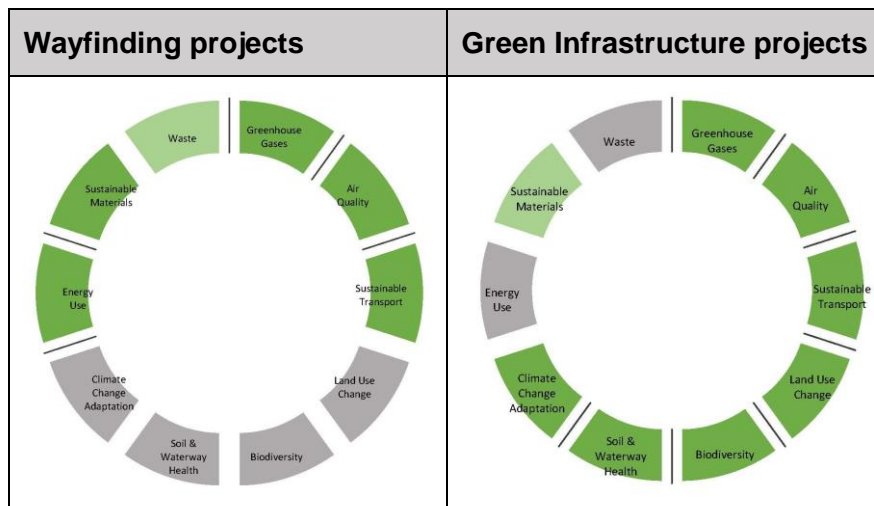 Wayfinding projects
Green Infrastructure projects
Waste
Greenhouse
Gases
Sustainable
Materials
Air
Quality
Energy
Use
Sustainable
Transport
Climate
Change
Adaptation
Land Use
Change
Soil &
Waterway
Health
Biodiversity
Waste
Greenhouse
Gases
Sustainable
Materials
Air
Quality
Energy
Use
Sustainable
Transport
Climate
Change
Adaptation
Land Use
Change
Soil &
Waterway
Health
Biodiversity